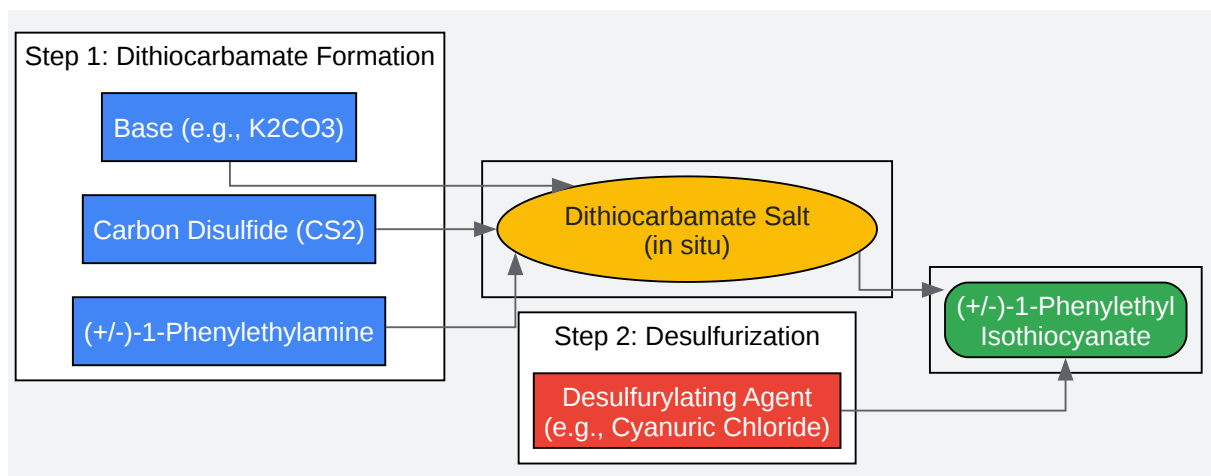 Step 1: Dithiocarbamate Formation
Base (e.g., K2CO3)
Carbon Disulfide (CS2)
(+/-)-1-Phenylethylamine
Dithiocarbamate Salt
(in situ)
Step 2: Desulfurization
Desulfurylating Agent
(e.g., Cyanuric Chloride)
(+/-)-1-Phenylethyl
Isothiocyanate